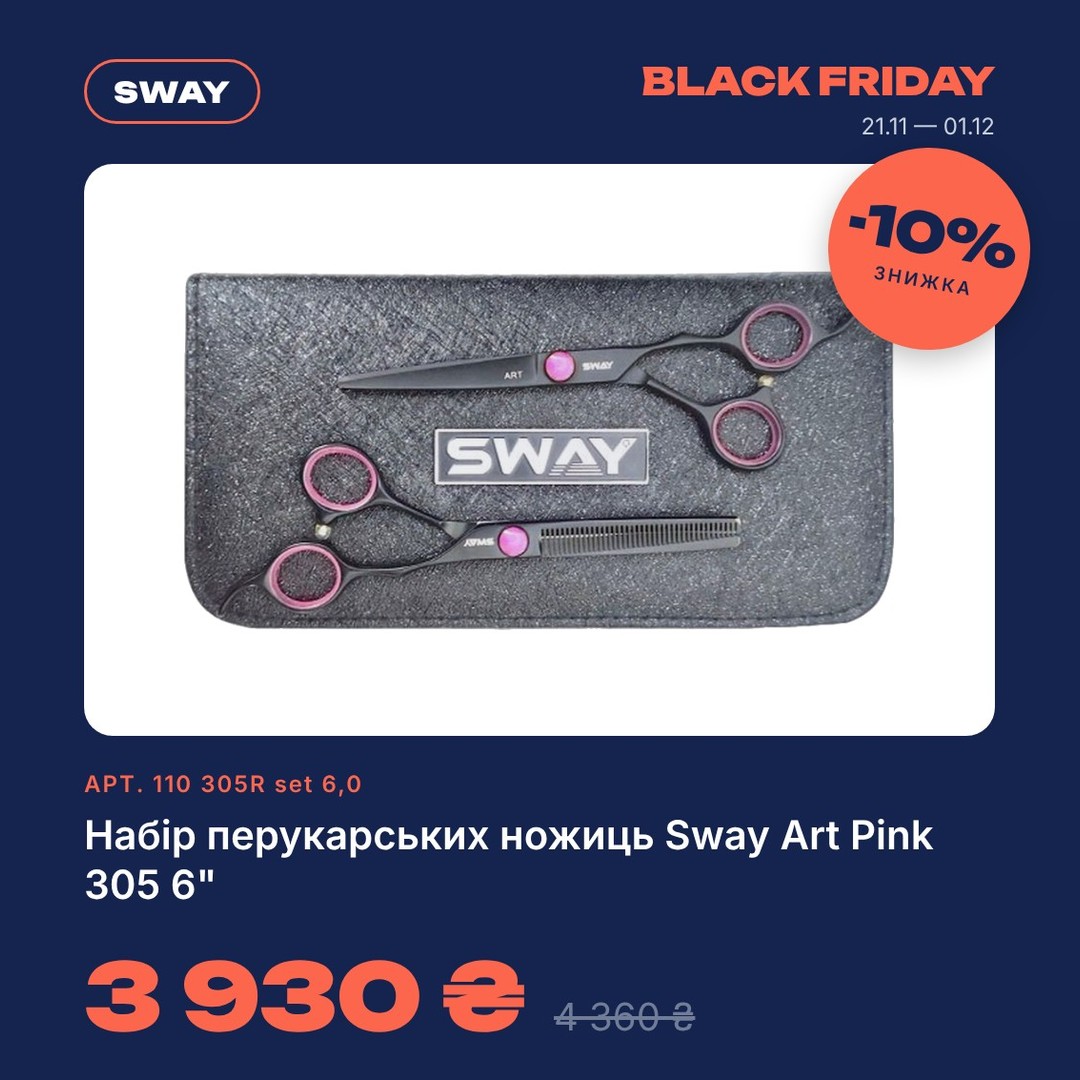 SWAY
BLACK FRIDAY
21.11 — 01.12
-10%
ЗНИЖКА
ART
SWAY
SWAY
SWAY
АРТ. 110 305R set 6,0
Набір перукарських ножиць Sway Art Pink
305 6"
3 930 ₴
4 360 ₴